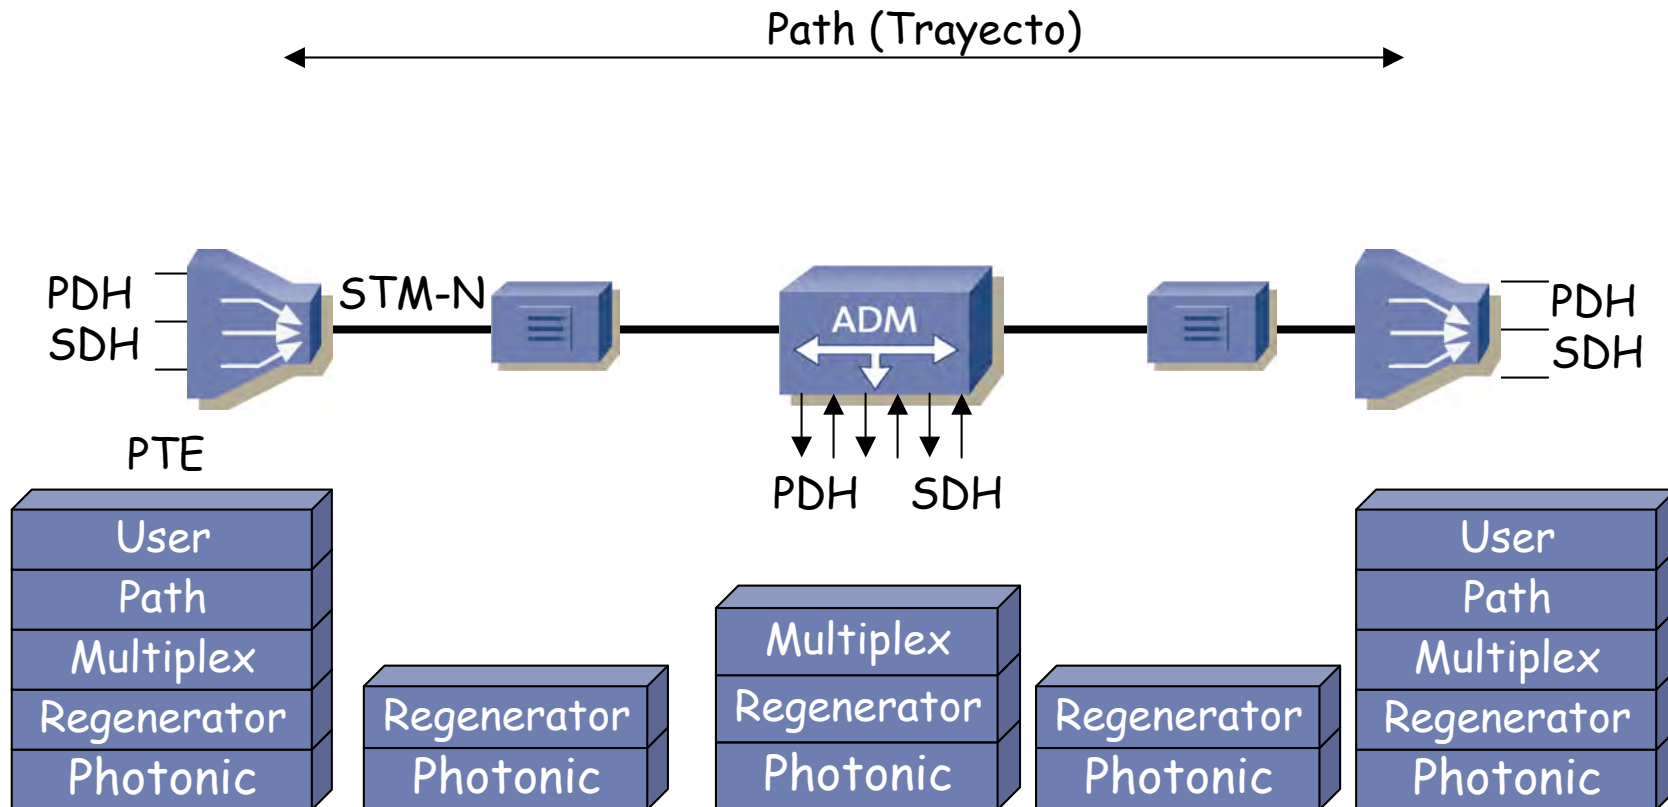 Path (Trayecto)
PDH
SDH
STM-N
ADM
PDH
SDH
PDH SDH
PTE
User
Path
Multiplex
Regenerator
Photonic
Regenerator
Photonic
Multiplex
Regenerator
Photonic
Regenerator
Photonic
User
Path
Multiplex
Regenerator
Photonic